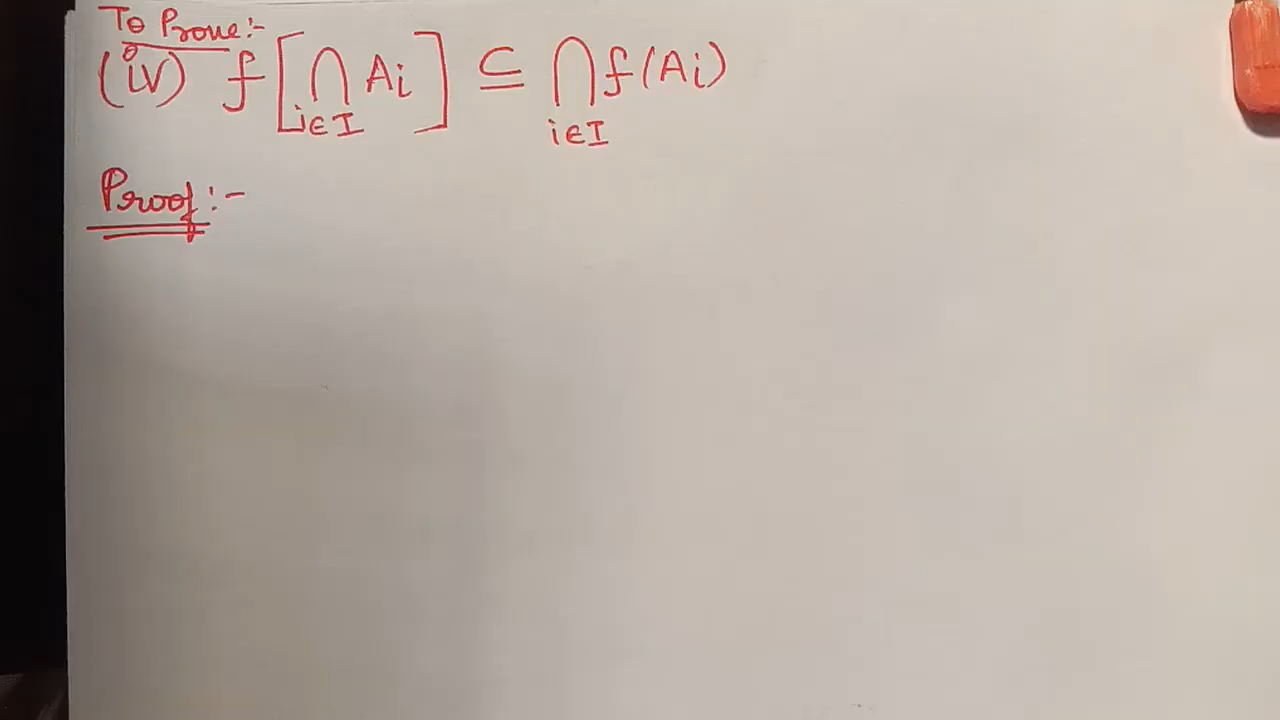 To Prove:-
(iv) f[⋂ Ai] ⊆ ⋂ f(Ai)
i∈I i∈I
Proof:-